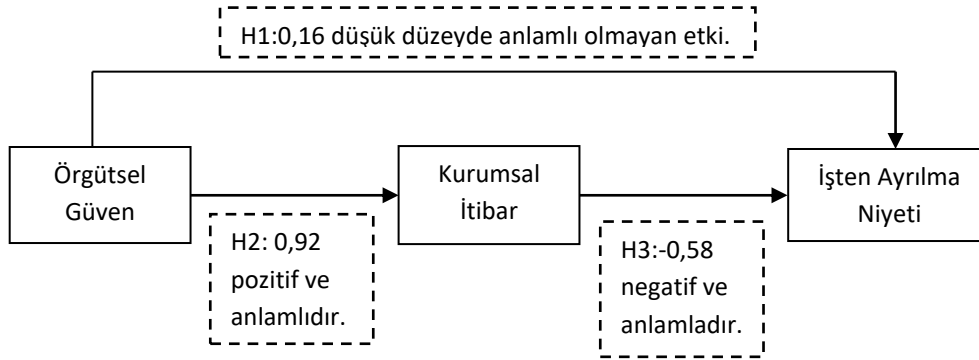 H1:0,16 düşük düzeyde anlamlı olmayan etki.
Örgütsel
Güven
Kurumsal
İtibar
İşten Ayrılma
Niyeti
H2: 0,92
pozitif ve
anlamlıdır.
H3:-0,58
negatif ve
anlamladır.